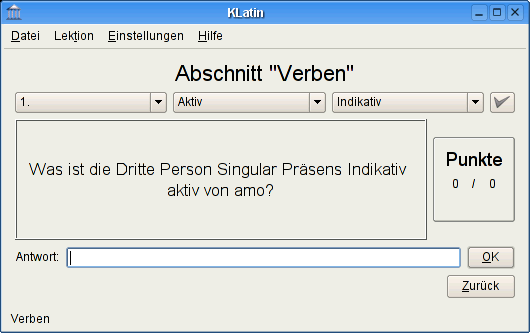 KLatin
Datei Lektion Einstellungen Hilfe
Abschnitt "Verben"
1. Aktiv Indikativ
Was ist die Dritte Person Singular Präsens Indikativ
aktiv von amo?
Punkte
0 / 0
Antwort: OK
Zurück
Verben